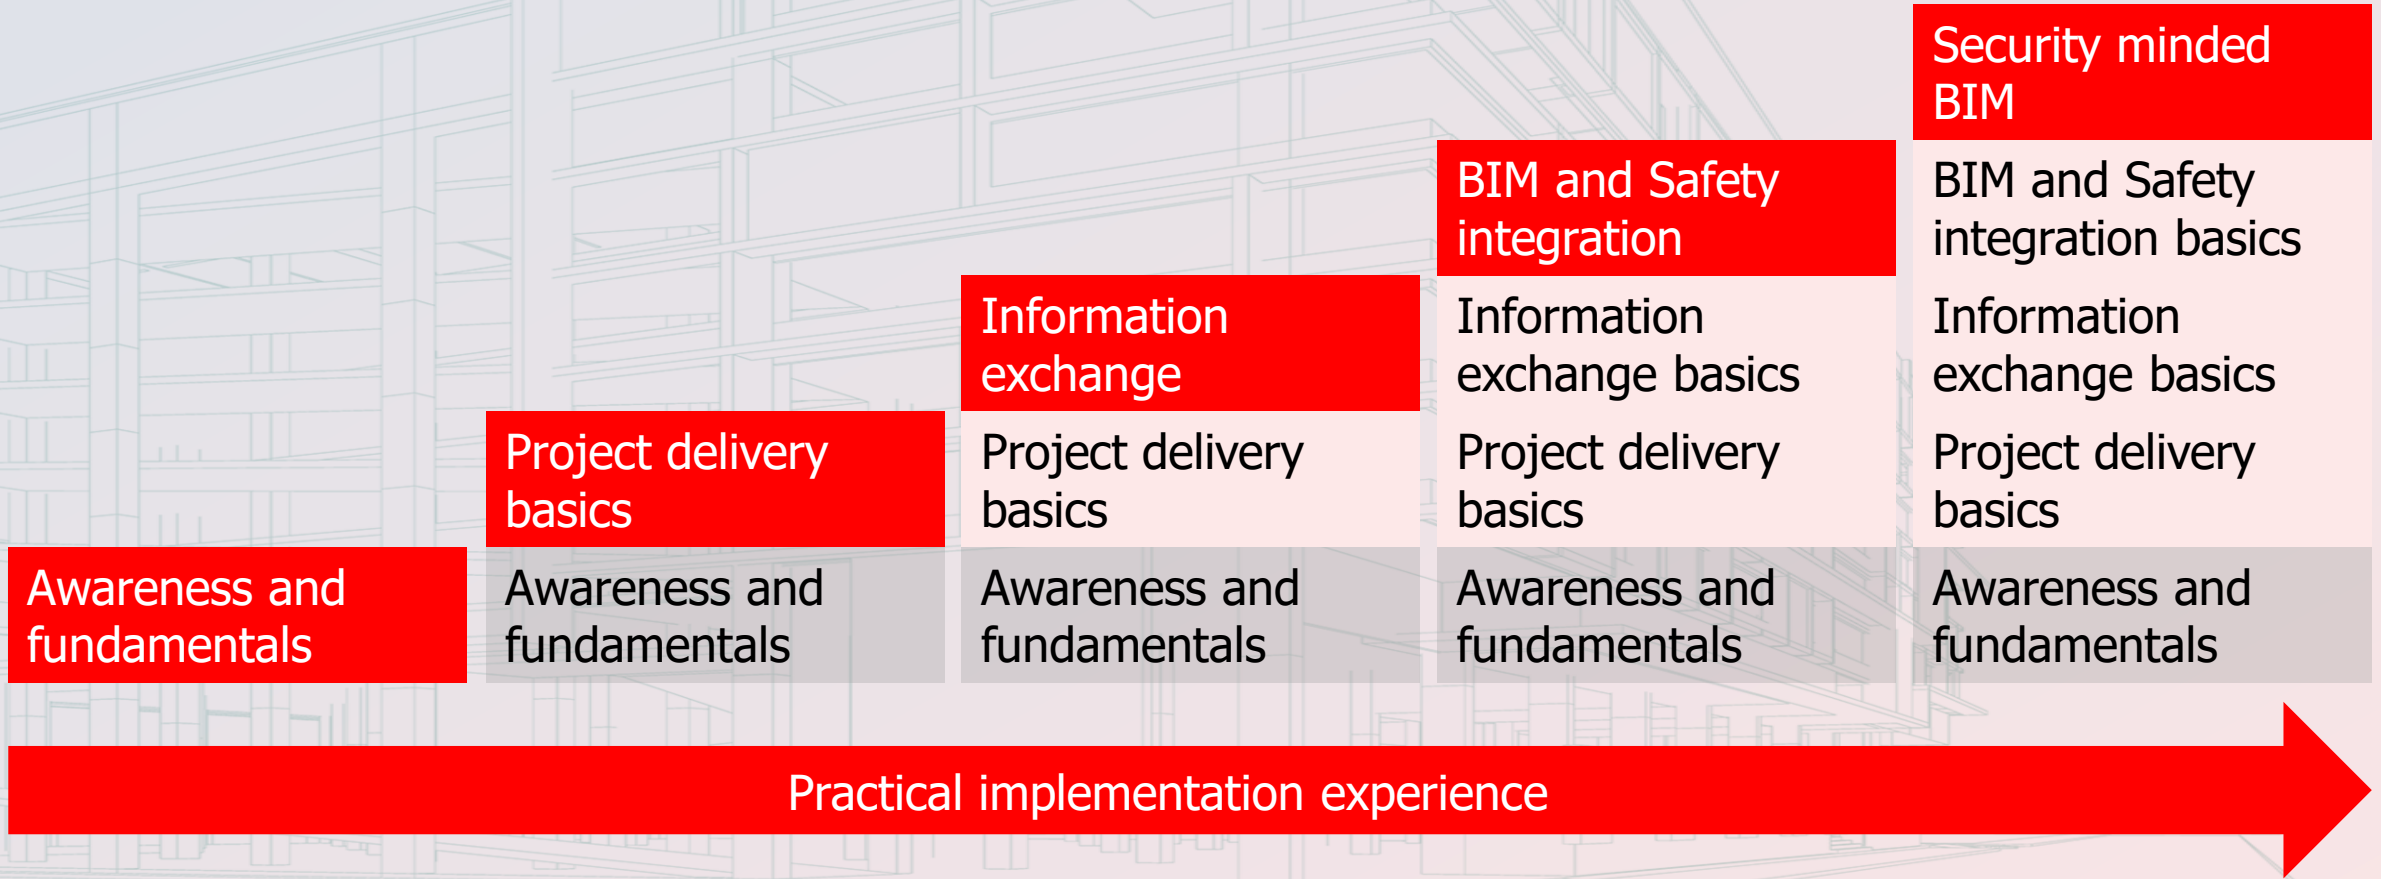 Awareness and
fundamentals
Project delivery
basics
Awareness and
fundamentals
Information
exchange
Project delivery
basics
Awareness and
fundamentals
BIM and Safety
integration
Information
exchange basics
Project delivery
basics
Awareness and
fundamentals
Security minded
BIM
BIM and Safety
integration basics
Information
exchange basics
Project delivery
basics
Awareness and
fundamentals
Practical implementation experience